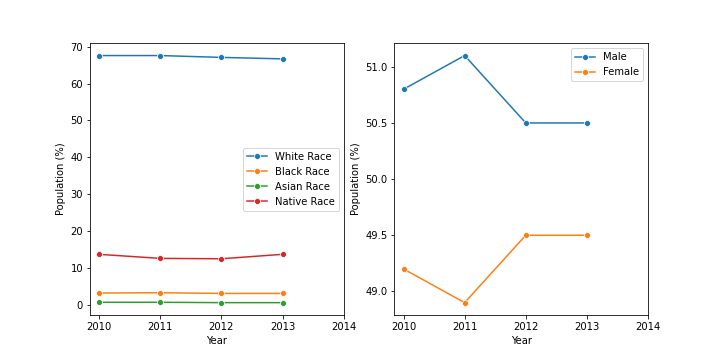 70
60
50
40
30
20
10
0
Population (%)
White Race
Black Race
Asian Race
Native Race
2010 2011 2012 2013 2014
Year
51.0
50.5
50.0
49.5
49.0
Population (%)
Male
Female
2010 2011 2012 2013 2014
Year